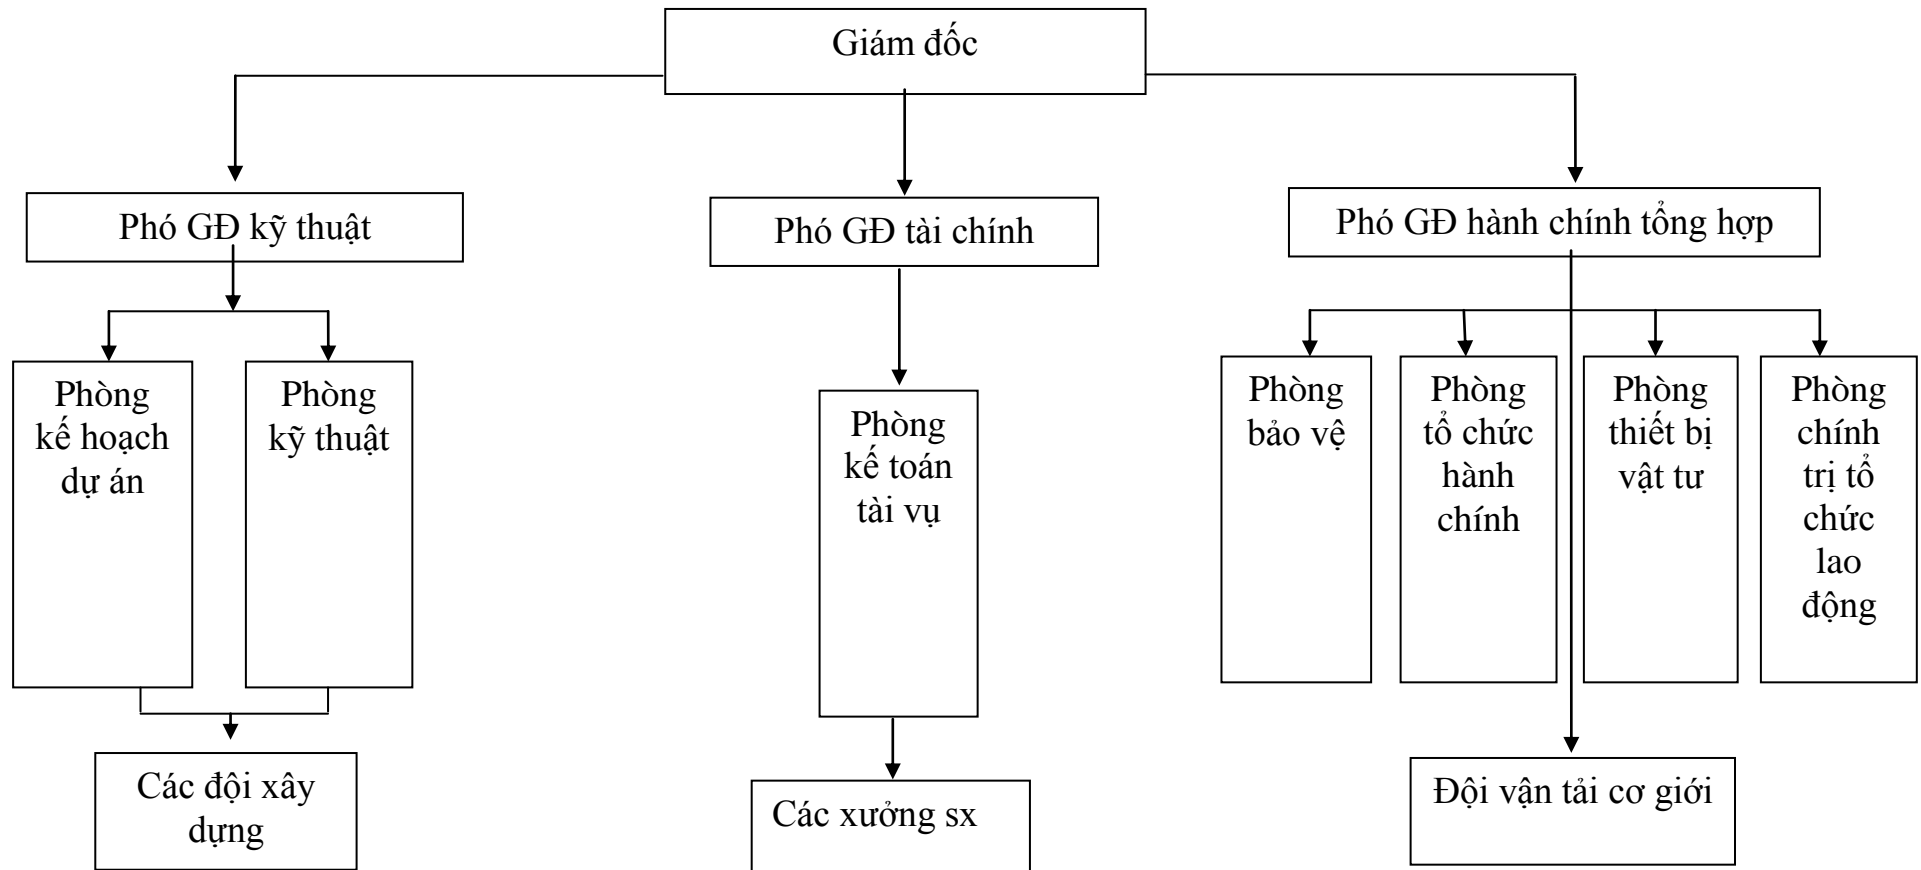 Giám đốc
Phó GĐ kỹ thuật
Phó GĐ tài chính
Phó GĐ hành chính tổng hợp
Phòng
kế hoạch
dự án
Phòng
kỹ thuật
Phòng
kế toán
tài vụ
Phòng
bảo vệ
Phòng
tổ chức
hành
chính
Phòng
thiết bị
vật tư
Phòng
chính
trị tổ
chức
lao
động
Các đội xây
dựng
Các xưởng sx
Đội vận tải cơ giới